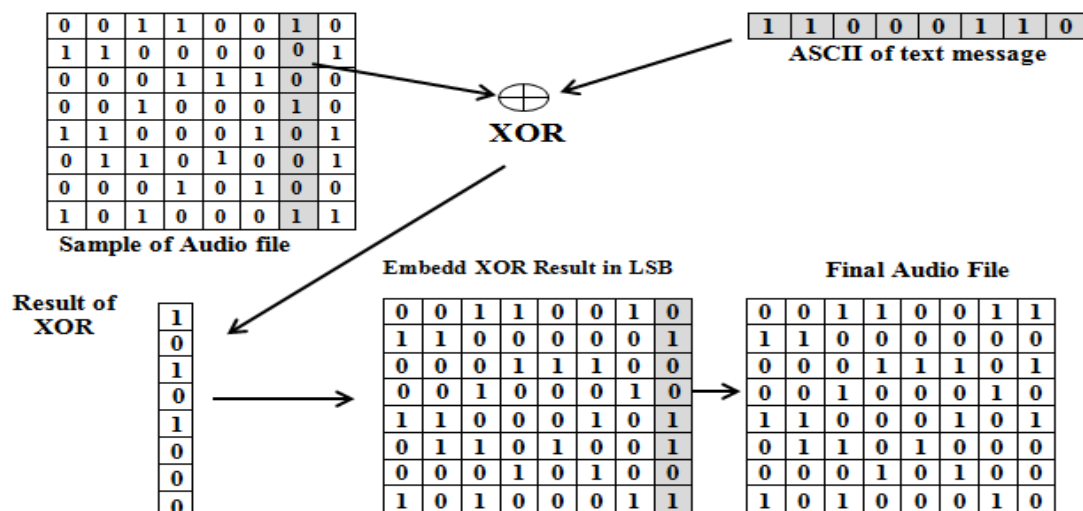 0 0 1 1 0 0 1 0
1 1 0 0 0 0 0 1
0 0 0 1 1 1 0 0
0 0 1 0 0 0 1 0
1 1 0 0 0 1 0 1
0 1 1 0 1 0 0 1
0 0 0 1 0 1 0 0
1 0 1 0 0 0 1 1
Sample of Audio file
1 1 0 0 0 1 1 0
ASCII of text message
XOR
Result of
XOR
1
0
1
0
1
0
0
0
Embedd XOR Result in LSB
0 0 1 1 0 0 1 0
1 1 0 0 0 0 0 1
0 0 0 1 1 1 0 0
0 0 1 0 0 0 1 0
1 1 0 0 0 1 0 1
0 1 1 0 1 0 0 1
0 0 0 1 0 1 0 0
1 0 1 0 0 0 1 1
Final Audio File
0 0 1 1 0 0 1 1
1 1 0 0 0 0 0 0
0 0 0 1 1 1 0 1
0 0 1 0 0 0 1 0
1 1 0 0 0 1 0 1
0 1 1 0 1 0 0 0
0 0 0 1 0 1 0 0
1 0 1 0 0 0 1 0